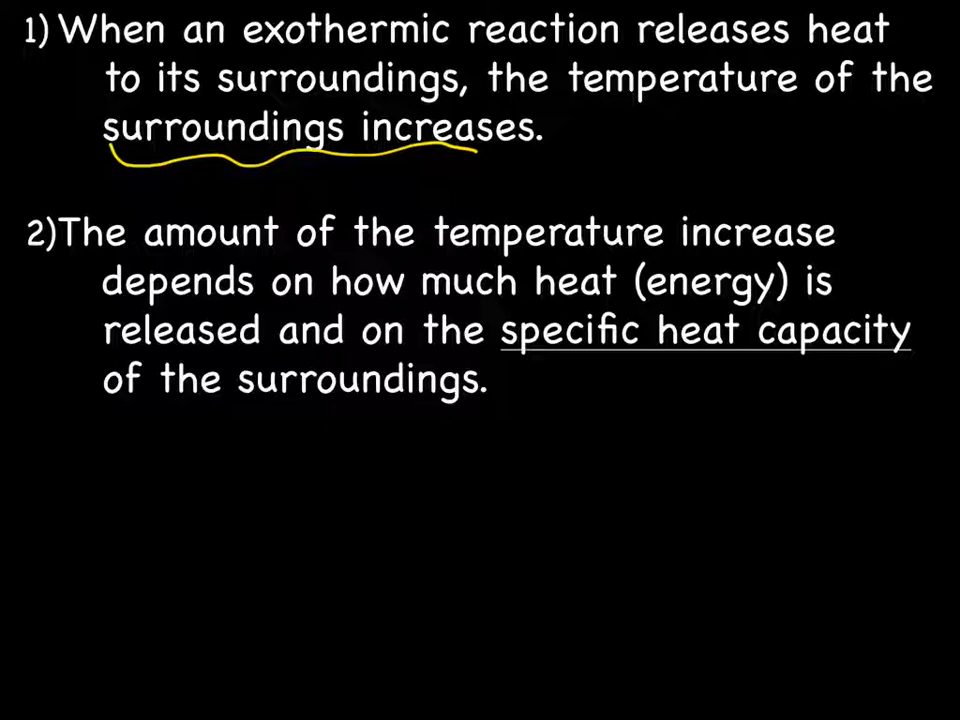 1) When an exothermic reaction releases heat
to its surroundings, the temperature of the
surroundings increases.
2)The amount of the temperature increase
depends on how much heat (energy) is
released and on the specific heat capacity
of the surroundings.